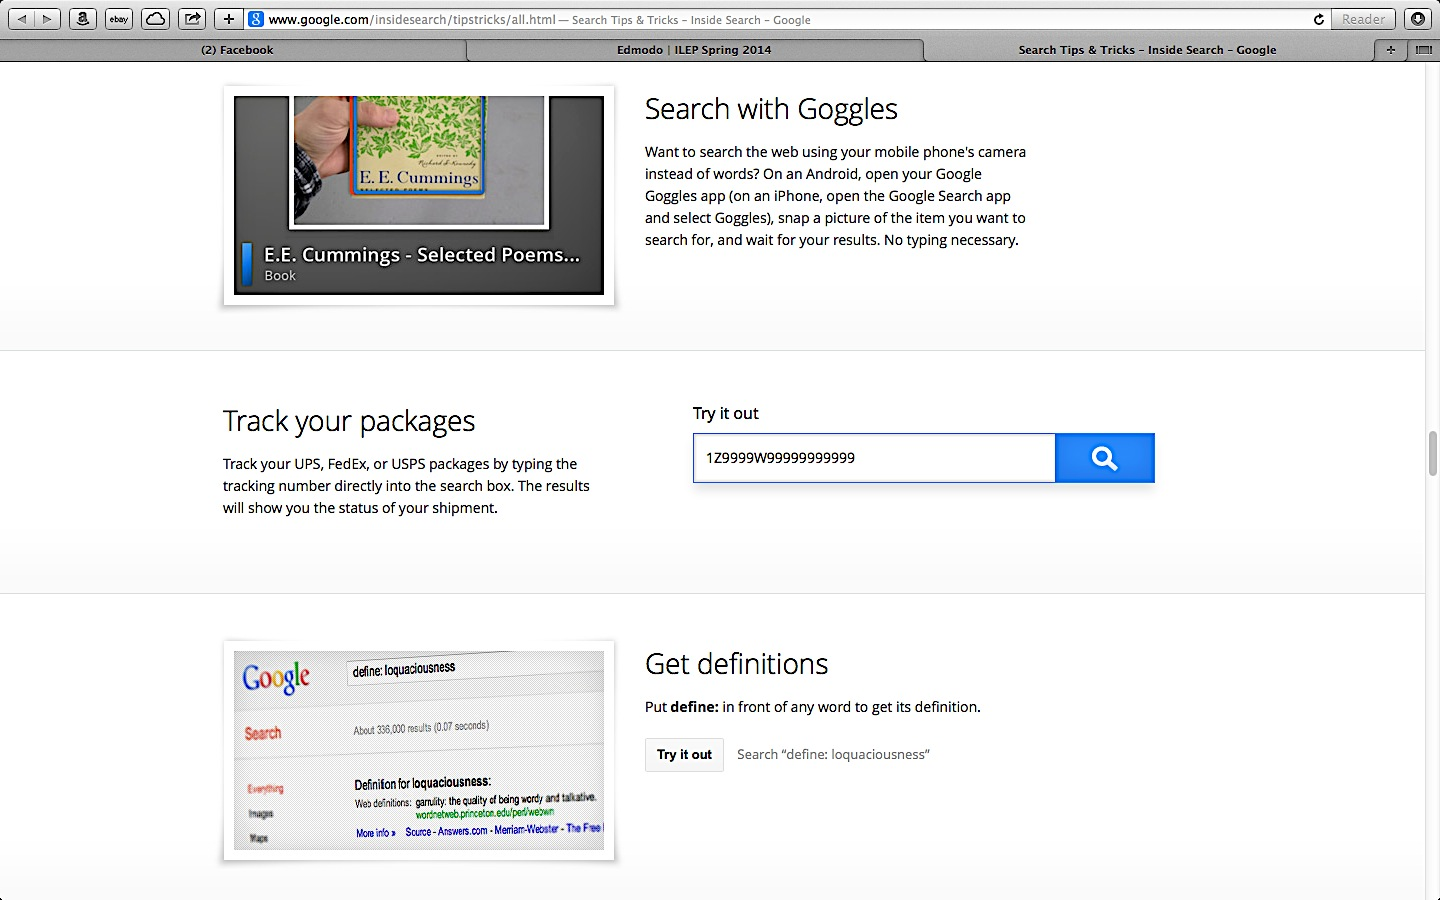 ebay
www.google.com/insidesearch/tipstricks/all.html — Search Tips & Tricks – Inside Search – Google
Reader
(2) Facebook
Edmodo | ILEP Spring 2014
Search Tips & Tricks – Inside Search – Google
EDITED BY
Richard S. Kennedy
E. E. Cummings
SELECTED POEMS
E.E. Cummings - Selected Poems...
Book
Search with Goggles
Want to search the web using your mobile phone's camera
instead of words? On an Android, open your Google
Goggles app (on an iPhone, open the Google Search app
and select Goggles), snap a picture of the item you want to
search for, and wait for your results. No typing necessary.
Track your packages
Track your UPS, FedEx, or USPS packages by typing the
tracking number directly into the search box. The results
will show you the status of your shipment.
Try it out
1Z9999W99999999999
Google
define: loquaciousness
Search
About 336,000 results (0.07 seconds)
Everything
Images
Maps
Definition for loquaciousness:
Web definitions: garrulity: the quality of being wordy and talkative.
wordnetweb.princeton.edu/perl/webwn
More info » Source - Answers.com - Merriam-Webster - The Free
Get definitions
Put define: in front of any word to get its definition.
Try it out
Search “define: loquaciousness”